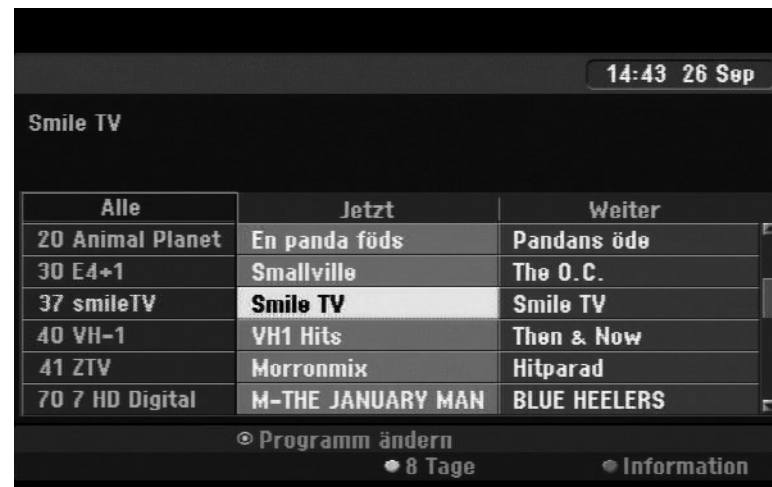 14:43 26 Sep
Smile TV
Alle Jetzt Weiter
20 Animal Planet En panda föds Pandans öde
30 E4+1 Smallville The O.C.
37 smileTV Smile TV Smile TV
40 VH-1 VH1 Hits Then & Now
41 ZTV Morronmix Hitparad
70 7 HD Digital M-THE JANUARY MAN BLUE HEELERS
Programm ändern
8 Tage Information